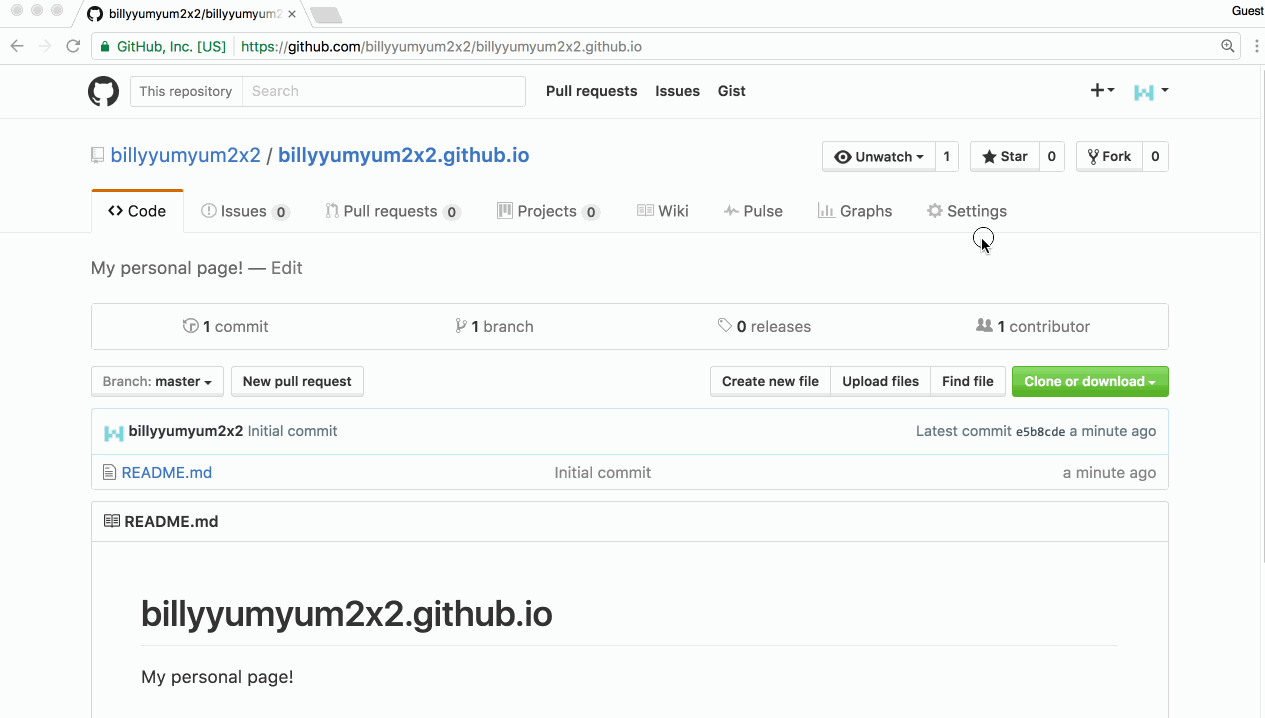 billyyumyum2x2/billyyumyum2
Guest
GitHub, Inc. [US] https://github.com/billyyumyum2x2/billyyumyum2x2.github.io
This repository Search Pull requests Issues Gist
billyyumyum2x2 / billyyumyum2x2.github.io Unwatch 1 Star 0 Fork 0
Code Issues 0 Pull requests 0 Projects 0 Wiki Pulse Graphs Settings
My personal page! — Edit
1 commit 1 branch 0 releases 1 contributor
Branch: master New pull request Create new file Upload files Find file Clone or download
billyyumyum2x2 Initial commit Latest commit e5b8cde a minute ago
README.md Initial commit a minute ago
README.md
billyyumyum2x2.github.io
My personal page!